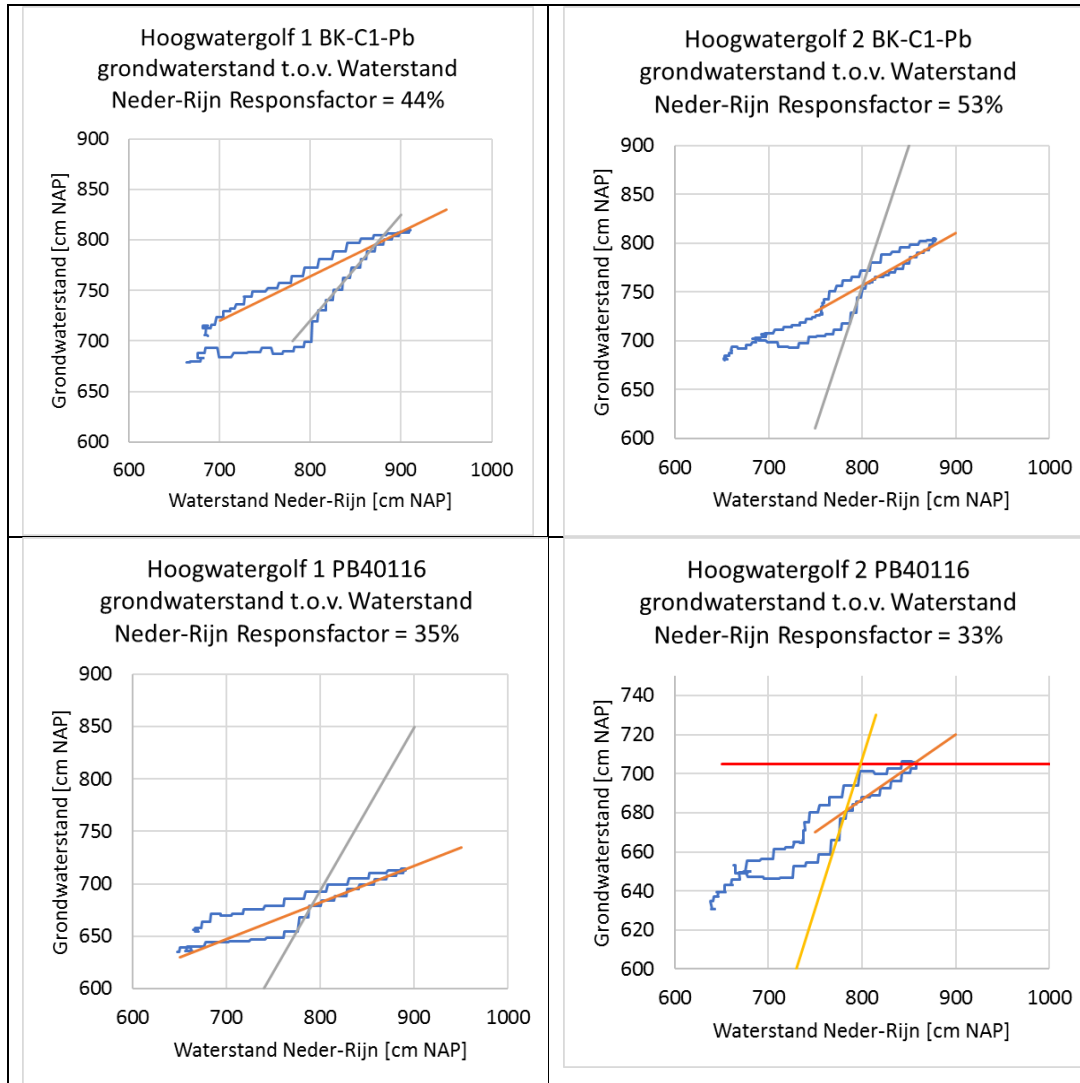 Hoogwatergolf 1 BK-C1-Pb
grondwaterstand t.o.v. Waterstand
Neder-Rijn Responsfactor = 44%
900
850
800
750
700
650
600
Grondwaterstand [cm NAP]
600 700 800 900 1000
Waterstand Neder-Rijn [cm NAP]
Hoogwatergolf 2 BK-C1-Pb
grondwaterstand t.o.v. Waterstand
Neder-Rijn Responsfactor = 53%
900
850
800
750
700
650
600
Grondwaterstand [cm NAP]
600 700 800 900 1000
Waterstand Neder-Rijn [cm NAP]
Hoogwatergolf 1 PB40116
grondwaterstand t.o.v. Waterstand
Neder-Rijn Responsfactor = 35%
900
850
800
750
700
650
600
Grondwaterstand [cm NAP]
600 700 800 900 1000
Waterstand Neder-Rijn [cm NAP]
Hoogwatergolf 2 PB40116
grondwaterstand t.o.v. Waterstand
Neder-Rijn Responsfactor = 33%
740
720
700
680
660
640
620
600
Grondwaterstand [cm NAP]
600 700 800 900 1000
Waterstand Neder-Rijn [cm NAP]